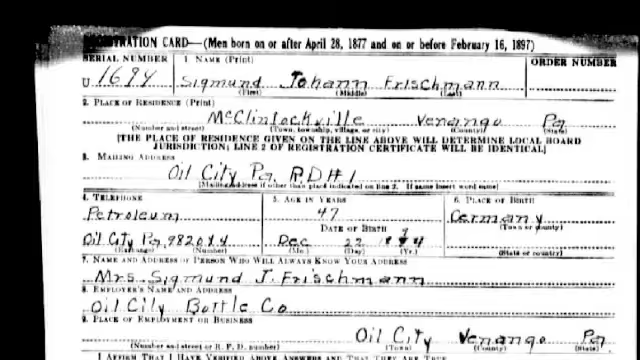 REGISTRATION CARD—(Men born on or after April 28, 1877 and on or before February 16, 1897)
SERIAL NUMBER 1. NAME (Print) ORDER NUMBER
U 1694 Sigmund Johann Frischmann
(First) (Middle) (Last)
2. PLACE OF RESIDENCE (Print)
McClintockville Venango Pa
(Number and street) (Town, township, village, or city) (County) (State)
[THE PLACE OF RESIDENCE GIVEN ON THE LINE ABOVE WILL DETERMINE LOCAL BOARD
JURISDICTION; LINE 2 OF REGISTRATION CERTIFICATE WILL BE IDENTICAL]
3. MAILING ADDRESS
Oil City Pa. R.D#1
[Mailing address if other than place indicated on line 2. If same insert word same]
4. TELEPHONE 5. AGE IN YEARS 6. PLACE OF BIRTH
Petroleum 47 Germany
DATE OF BIRTH (Town or county)
Oil City Pa. 982044 Dec 22
(Exchange) (Number) (Mo.) (Day) (Yr.) (State or country)
7. NAME AND ADDRESS OF PERSON WHO WILL ALWAYS KNOW YOUR ADDRESS
Mrs. Sigmund J. Frischmann
8. EMPLOYER'S NAME AND ADDRESS
Oil City Bottle Co
9. PLACE OF EMPLOYMENT OR BUSINESS
Oil City Venango Pa
(Number and street or R. F. D. number) (Town) (County) (State)
I AFFIRM THAT I HAVE VERIFIED ABOVE ANSWERS AND THAT THEY ARE TRUE